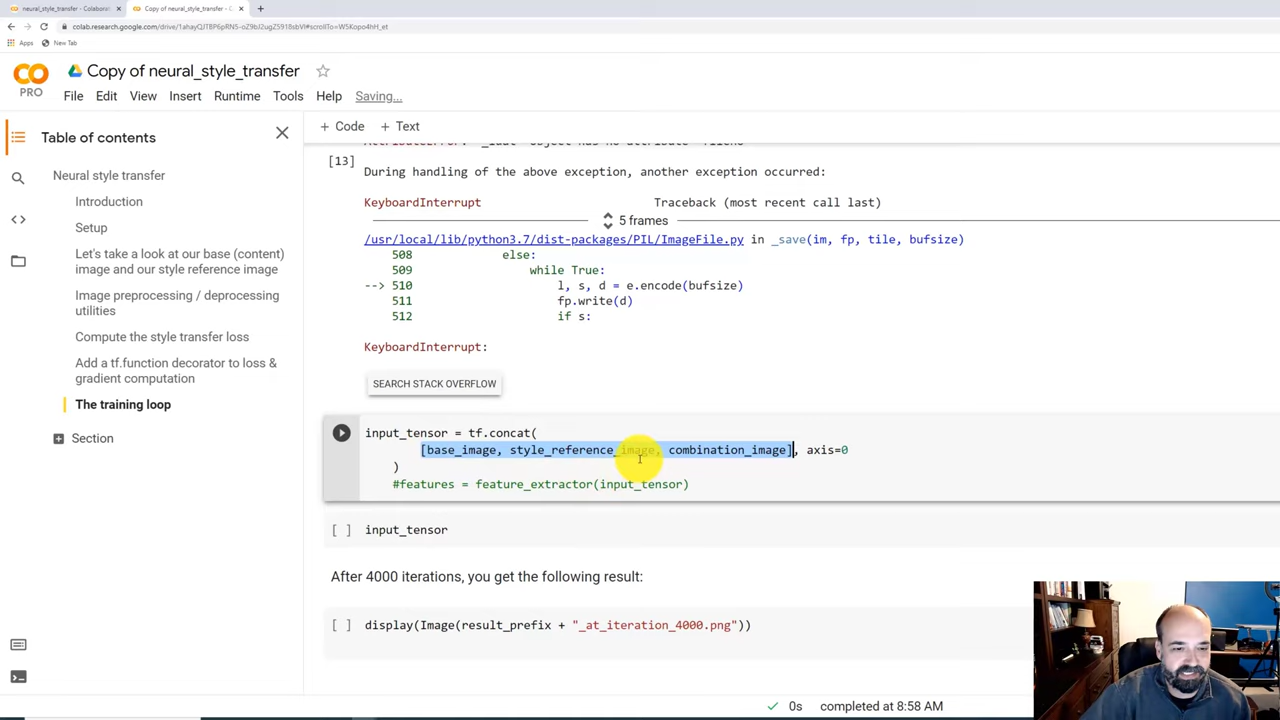 neural_style_transfer - Colaborat
Copy of neural_style_transfer - C
colab.research.google.com/drive/
Apps
New Tab
CO
PRO
Copy of neural_style_transfer
File Edit View Insert Runtime Tools Help Saving...
Table of contents
Neural style transfer
Introduction
Setup
Let's take a look at our base (content)
image and our style reference image
Image preprocessing / deprocessing
utilities
Compute the style transfer loss
Add a tf.function decorator to loss &
gradient computation
The training loop
Section
+ Code + Text
[13]
During handling of the above exception, another exception occurred:
KeyboardInterrupt Traceback (most recent call last)
5 frames
/usr/local/lib/python3.7/dist-packages/PIL/ImageFile.py in _save(im, fp, tile, bufsize)
508 else:
509 while True:
--> 510 l, s, d = e.encode(bufsize)
511 fp.write(d)
512 if s:
KeyboardInterrupt:
SEARCH STACK OVERFLOW
input_tensor = tf.concat(
[base_image, style_reference_image, combination_image], axis=0
)
#features = feature_extractor(input_tensor)
[ ] input_tensor
After 4000 iterations, you get the following result:
[ ] display(Image(result_prefix + "_at_iteration_4000.png"))
0s completed at 8:58 AM